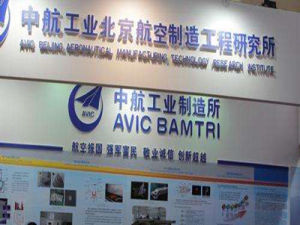 中航工业北京航空制造工程研究所
AVIC BEIJING AERONAUTICAL MANUFACTURING TECHNOLOGY RESEARCH INSTITUTE
中航工业制造所
AVIC
AVIC BAMTRI
航空报国 强军富民 敬业诚信 创新超越